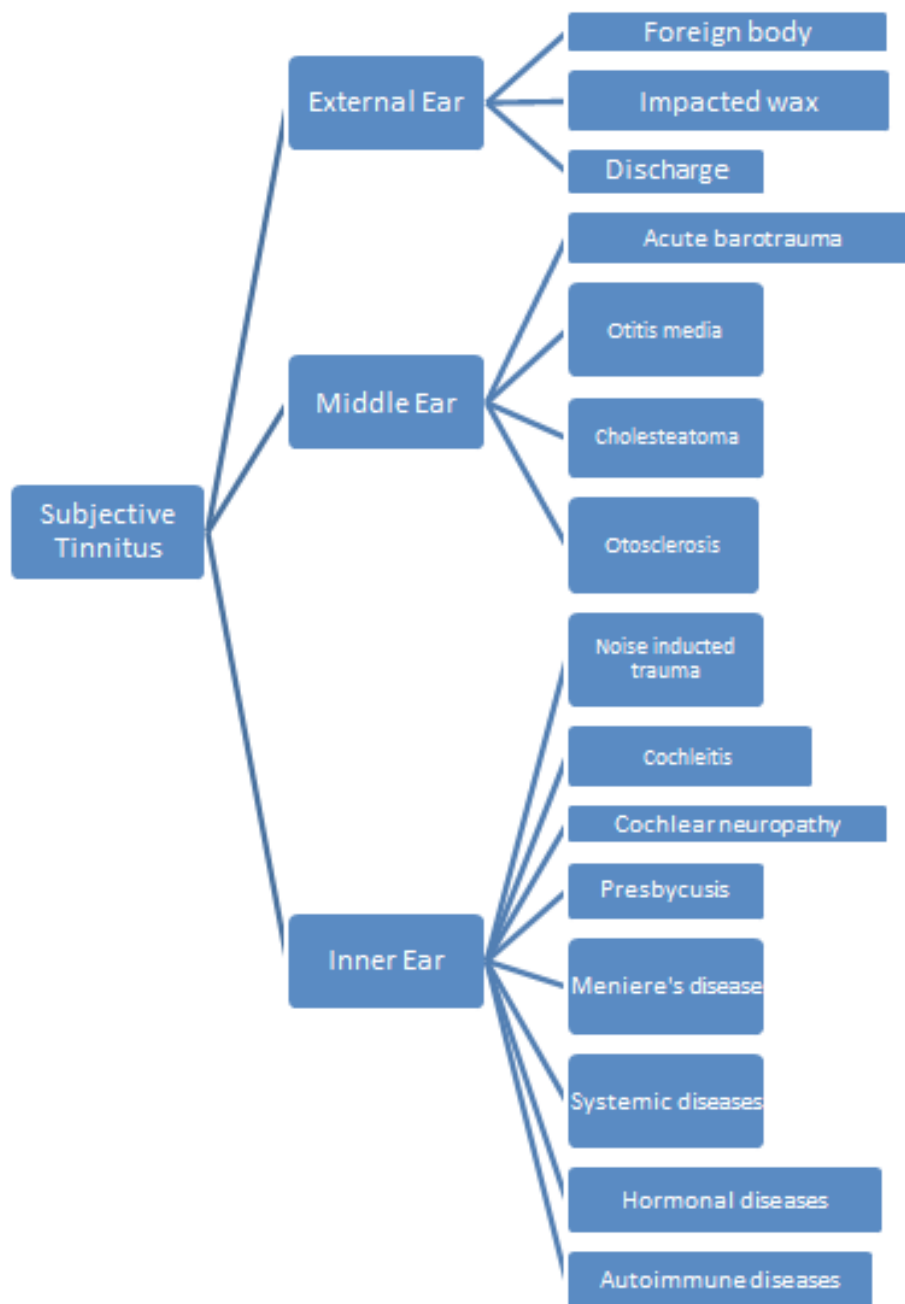 Subjective
Tinnitus
External Ear
Foreign body
Impacted wax
Discharge
Middle Ear
Acute barotrauma
Otitis media
Cholesteatoma
Otosclerosis
Inner Ear
Noise inducted
trauma
Cochleitis
Cochlear neuropathy
Presbycusis
Meniere's disease
Systemic diseases
Hormonal diseases
Autoimmune diseases